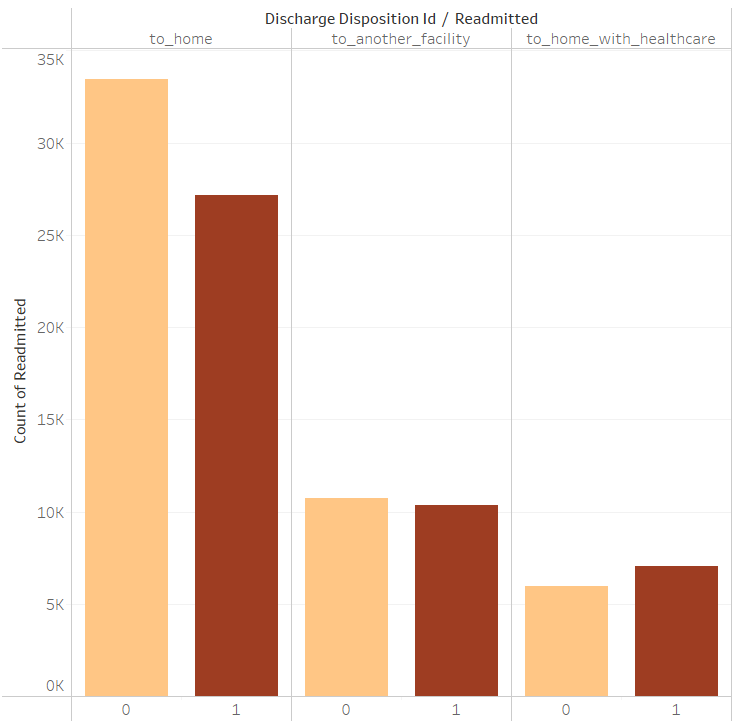 Discharge Disposition Id / Readmitted
to_home to_another_facility to_home_with_healthcare
35K
30K
25K
20K
15K
10K
5K
0K
Count of Readmitted
0 1 0 1 0 1